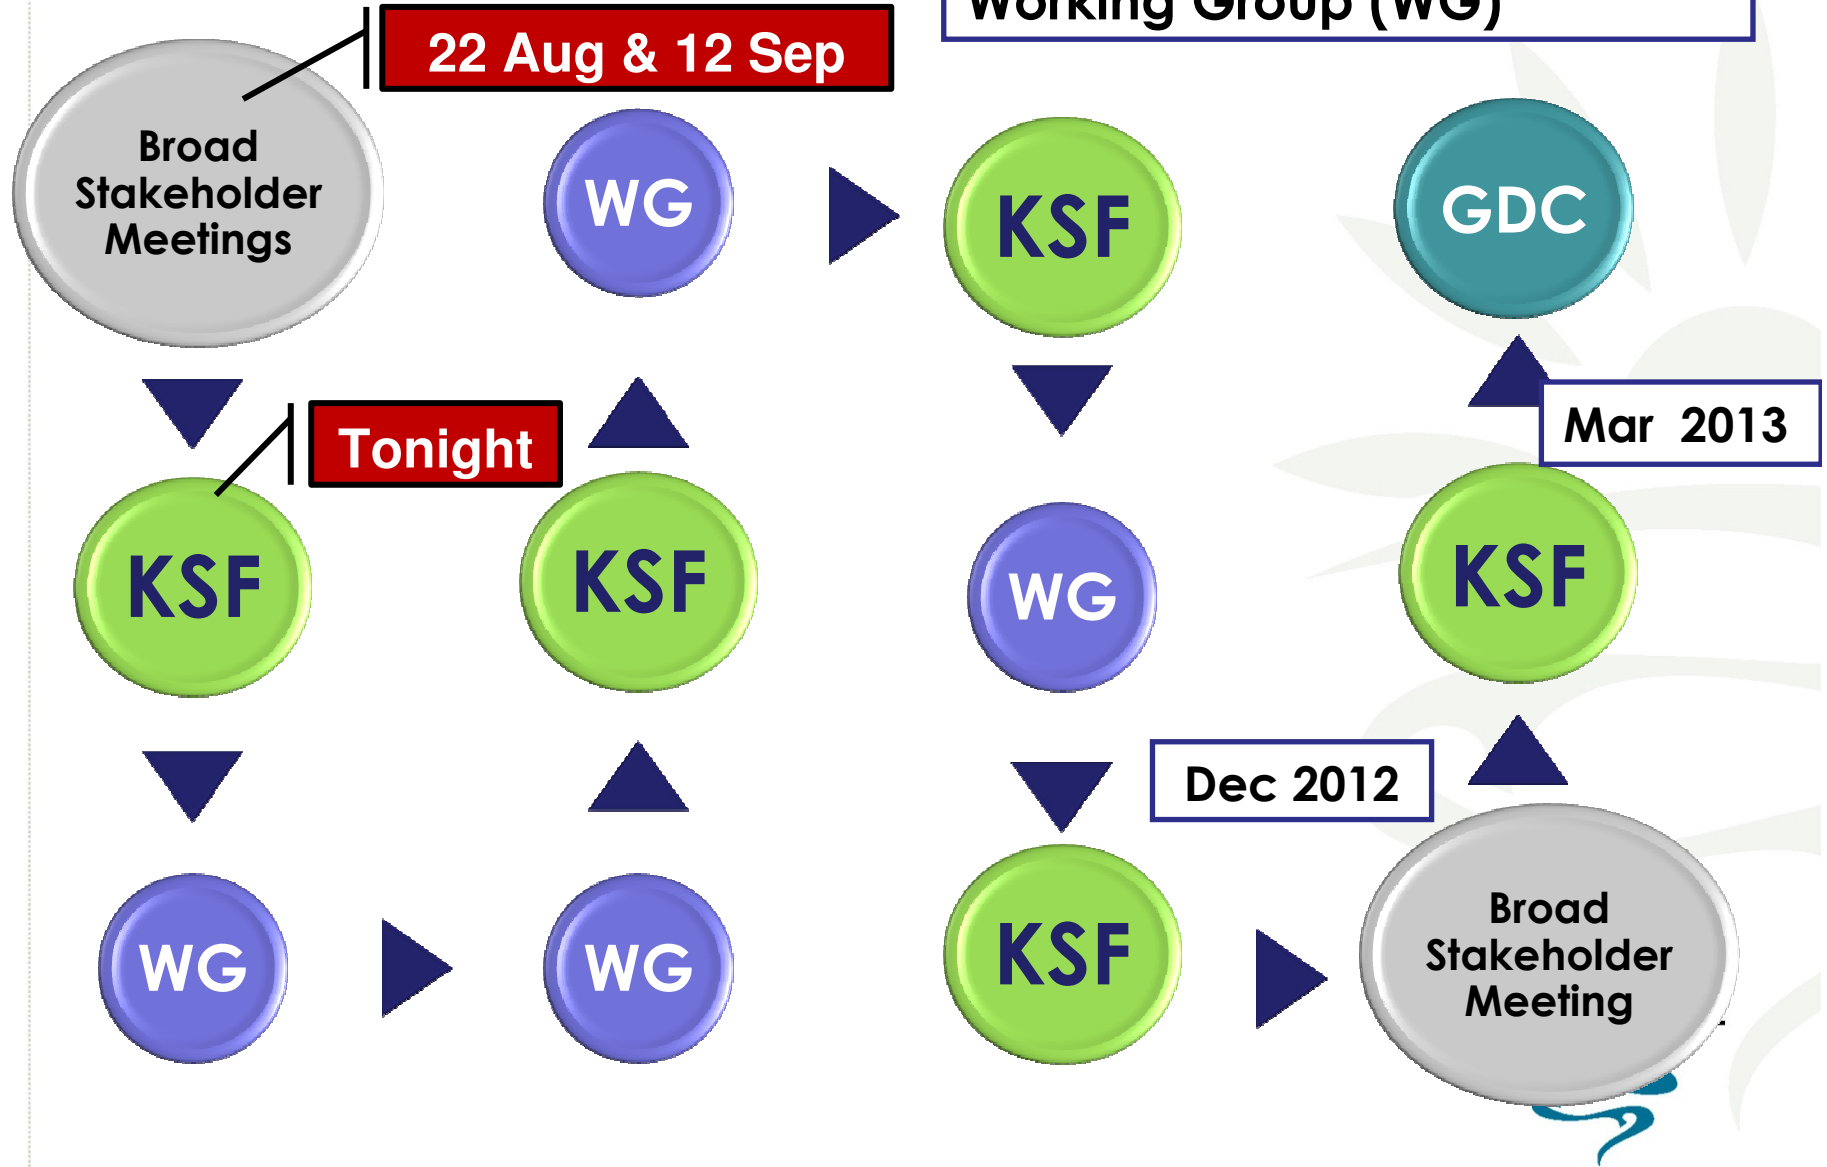 Working Group (WG)
22 Aug & 12 Sep
Broad
Stakeholder
Meetings
WG
KSF
GDC
Tonight
Mar 2013
KSF
KSF
WG
KSF
Dec 2012
WG
WG
KSF
Broad
Stakeholder
Meeting